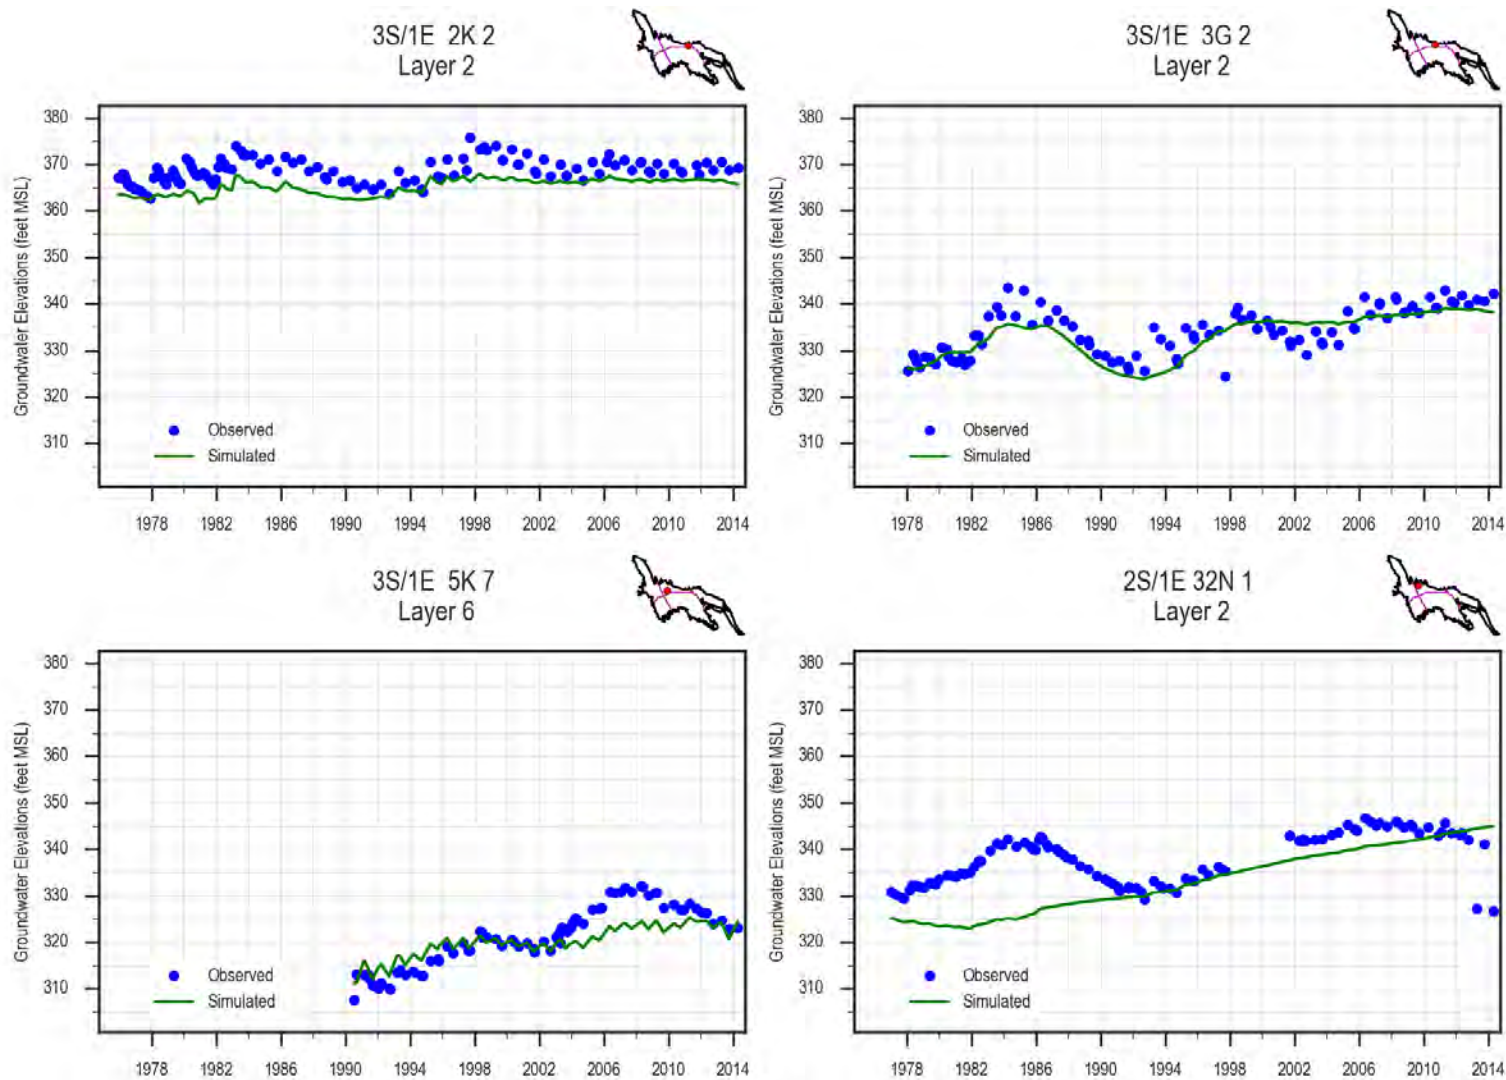 3S/1E 2K 2
Layer 2
380
370
360
350
340
330
320
310
Groundwater Elevations (feet MSL)
Observed
Simulated
1978 1982 1986 1990 1994 1998 2002 2006 2010 2014
3S/1E 3G 2
Layer 2
380
370
360
350
340
330
320
310
Groundwater Elevations (feet MSL)
Observed
Simulated
1978 1982 1986 1990 1994 1998 2002 2006 2010 2014
3S/1E 5K 7
Layer 6
380
370
360
350
340
330
320
310
Groundwater Elevations (feet MSL)
Observed
Simulated
1978 1982 1986 1990 1994 1998 2002 2006 2010 2014
2S/1E 32N 1
Layer 2
380
370
360
350
340
330
320
310
Groundwater Elevations (feet MSL)
Observed
Simulated
1978 1982 1986 1990 1994 1998 2002 2006 2010 2014